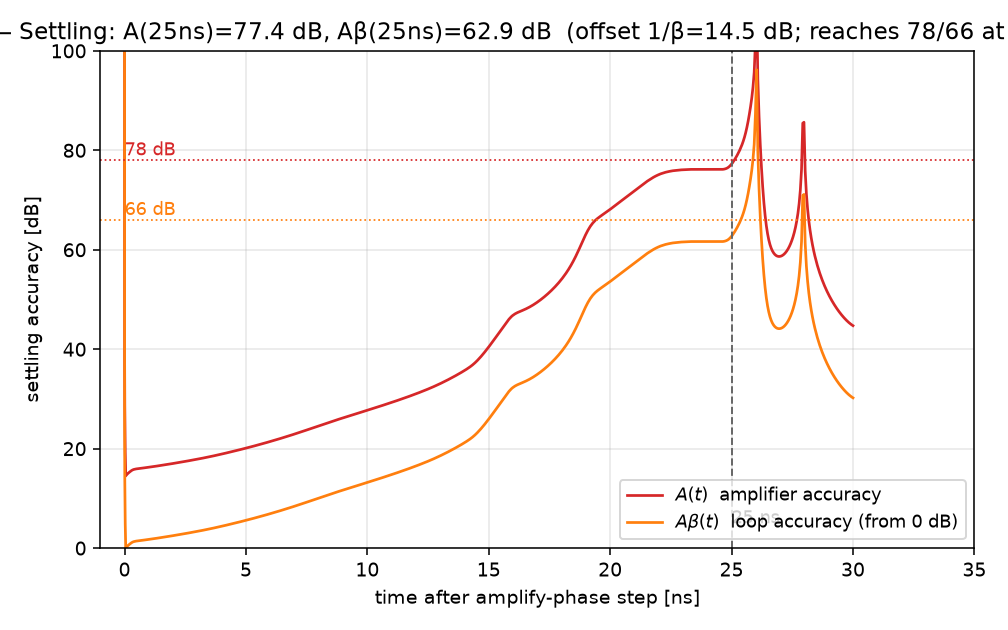 – Settling: A(25ns)=77.4 dB, Aβ(25ns)=62.9 dB (offset 1/β=14.5 dB; reaches 78/66 at
settling accuracy [dB]
100
80
60
40
20
0
78 dB
66 dB
25 ns
A(t) amplifier accuracy
Aβ(t) loop accuracy (from 0 dB)
0 5 10 15 20 25 30 35
time after amplify-phase step [ns]